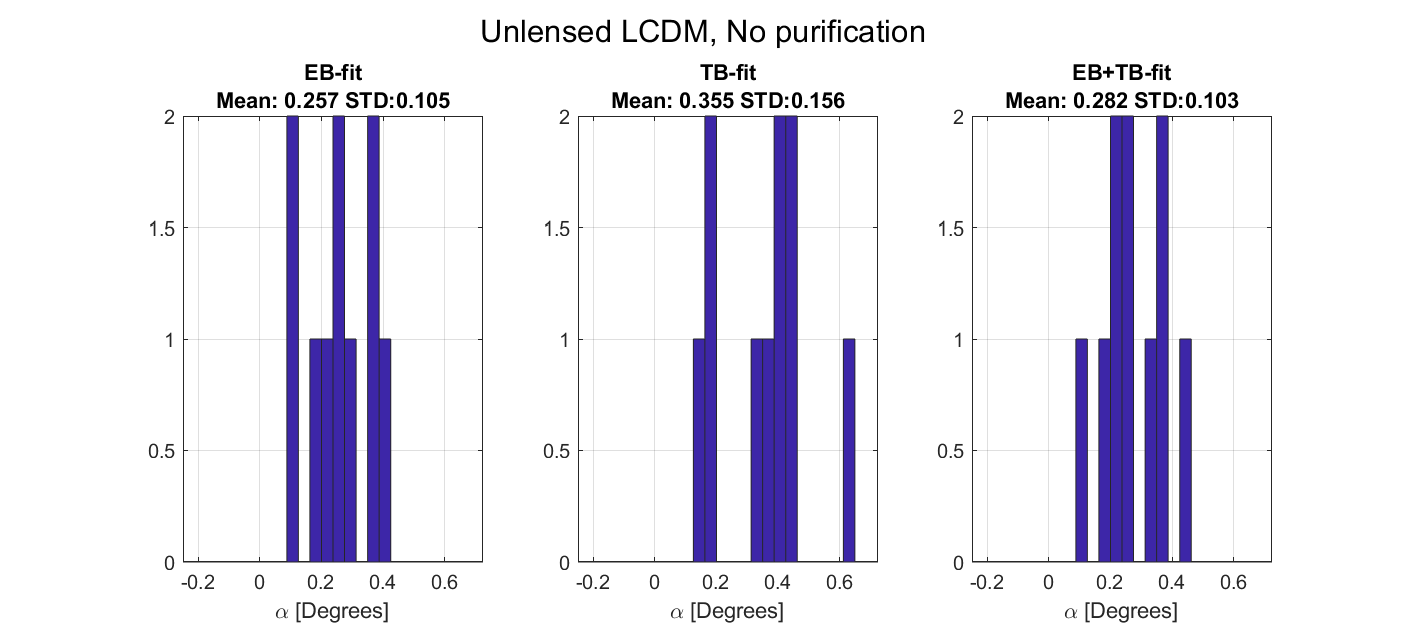 Unlensed LCDM, No purification
EB-fit
Mean: 0.257 STD:0.105
2
1.5
1
0.5
0
-0.2 0 0.2 0.4 0.6
α [Degrees]
TB-fit
Mean: 0.355 STD:0.156
2
1.5
1
0.5
0
-0.2 0 0.2 0.4 0.6
α [Degrees]
EB+TB-fit
Mean: 0.282 STD:0.103
2
1.5
1
0.5
0
-0.2 0 0.2 0.4 0.6
α [Degrees]